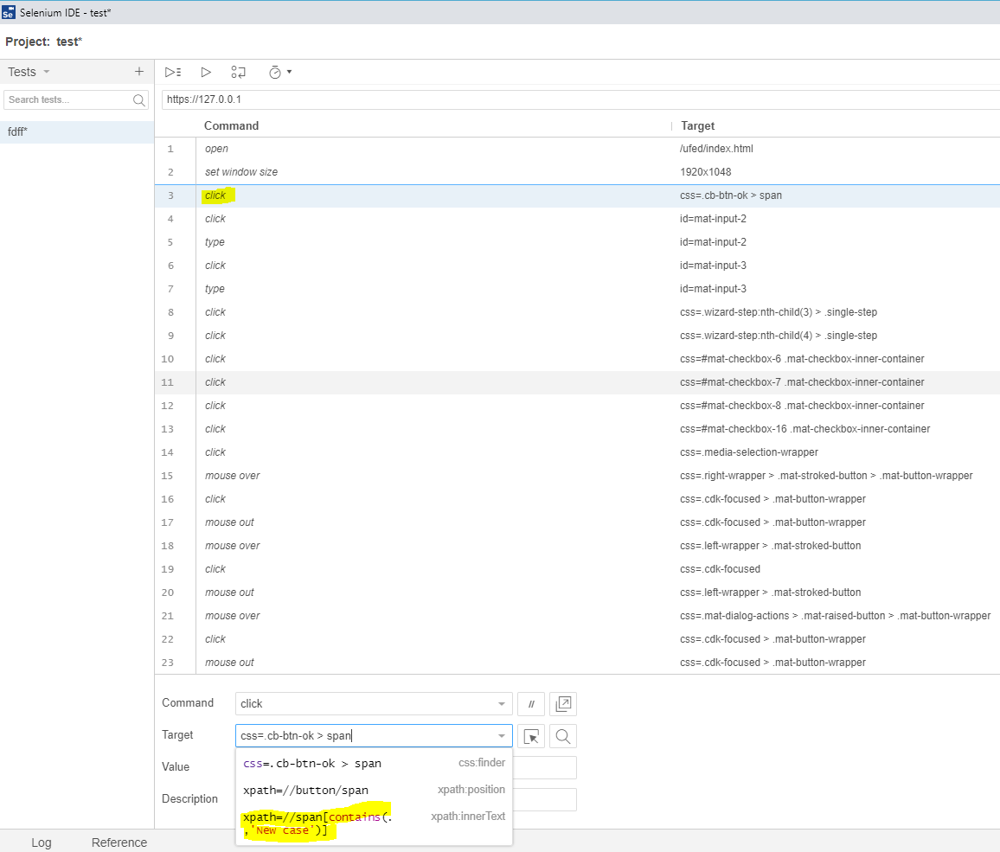 Selenium IDE - test*
Project: test*
Tests
Search tests...
https://127.0.0.1
fdff*
Command Target
1 open /ufed/index.html
2 set window size 1920x1048
3 click css=.cb-btn-ok > span
4 click id=mat-input-2
5 type id=mat-input-2
6 click id=mat-input-3
7 type id=mat-input-3
8 click css=.wizard-step:nth-child(3) > .single-step
9 click css=.wizard-step:nth-child(4) > .single-step
10 click css=#mat-checkbox-6 .mat-checkbox-inner-container
11 click css=#mat-checkbox-7 .mat-checkbox-inner-container
12 click css=#mat-checkbox-8 .mat-checkbox-inner-container
13 click css=#mat-checkbox-16 .mat-checkbox-inner-container
14 click css=.media-selection-wrapper
15 mouse over css=.right-wrapper > .mat-stroked-button > .mat-button-wrapper
16 click css=.cdk-focused > .mat-button-wrapper
17 mouse out css=.cdk-focused > .mat-button-wrapper
18 mouse over css=.left-wrapper > .mat-stroked-button
19 click css=.cdk-focused
20 mouse out css=.left-wrapper > .mat-stroked-button
21 mouse over css=.mat-dialog-actions > .mat-raised-button > .mat-button-wrapper
22 click css=.cdk-focused > .mat-button-wrapper
23 mouse out css=.cdk-focused > .mat-button-wrapper
Command click //
Target css=.cb-btn-ok > span
css=.cb-btn-ok > span css:finder
Value
xpath=//button/span xpath:position
Description
xpath=//span[contains(. xpath:innerText
,'New case')]
Log Reference